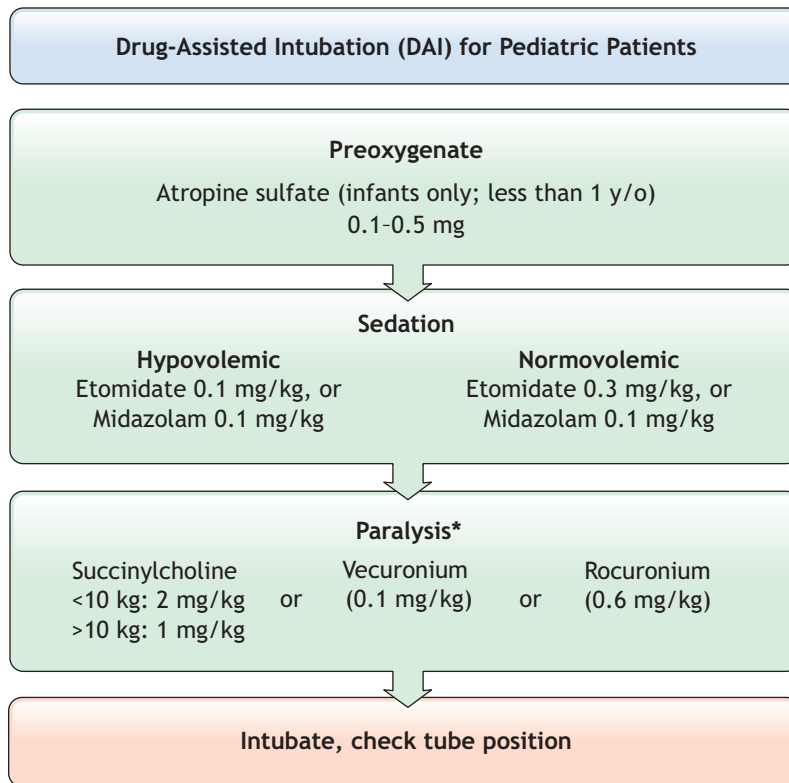 Drug-Assisted Intubation (DAI) for Pediatric Patients
Preoxygenate
Atropine sulfate (infants only; less than 1 y/o)
0.1–0.5 mg
Sedation
Hypovolemic
Etomidate 0.1 mg/kg, or
Midazolam 0.1 mg/kg
Normovolemic
Etomidate 0.3 mg/kg, or
Midazolam 0.1 mg/kg
Paralysis*
Succinylcholine
<10 kg: 2 mg/kg
>10 kg: 1 mg/kg
or
Vecuronium
(0.1 mg/kg)
or
Rocuronium
(0.6 mg/kg)
Intubate, check tube position